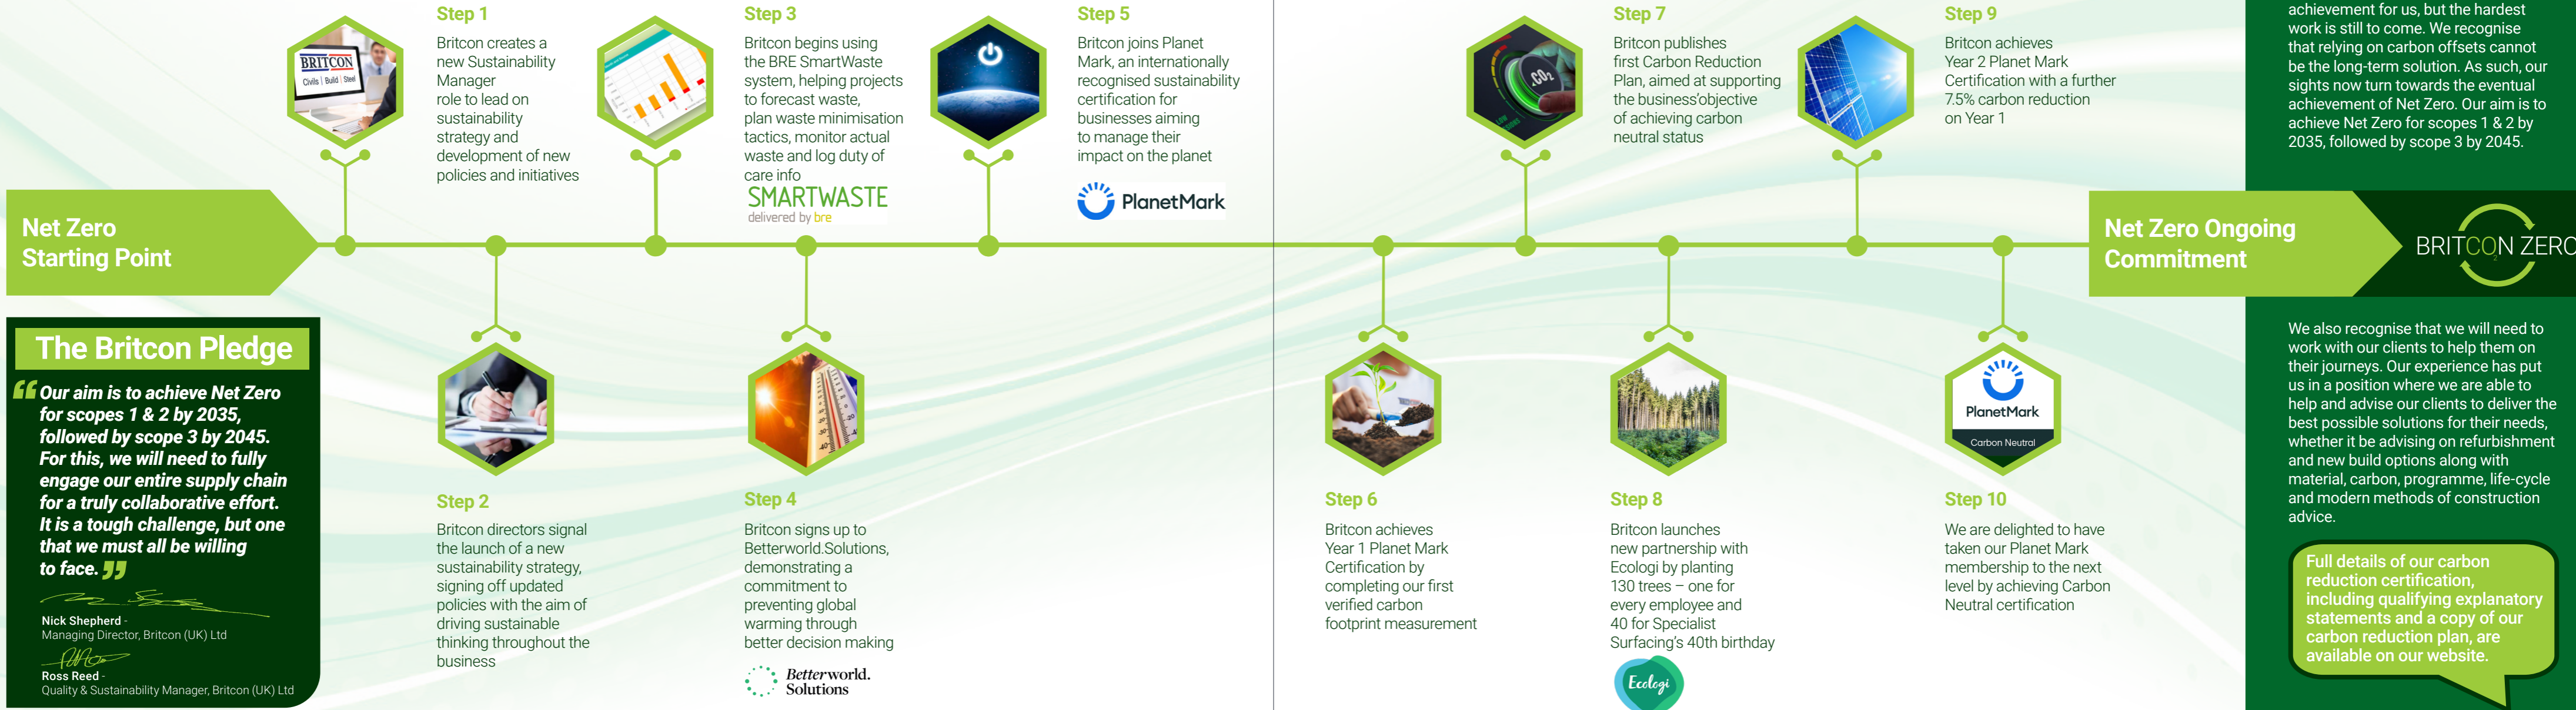 Step 1
Britcon creates a
new Sustainability
Manager
role to lead on
sustainability
strategy and
development of new
policies and initiatives
Step 3
Britcon begins using
the BRE SmartWaste
system, helping projects
to forecast waste,
plan waste minimisation
tactics, monitor actual
waste and log duty of
care info
SMARTWASTE
delivered by bre
Step 5
Britcon joins Planet
Mark, an internationally
recognised sustainability
certification for
businesses aiming
to manage their
impact on the planet
PlanetMark
Step 7
Britcon publishes
first Carbon Reduction
Plan, aimed at supporting
the business'objective
of achieving carbon
neutral status
Step 9
Britcon achieves
Year 2 Planet Mark
Certification with a further
7.5% carbon reduction
on Year 1
achievement for us, but the hardest
work is still to come. We recognise
that relying on carbon offsets cannot
be the long-term solution. As such, our
sights now turn towards the eventual
achievement of Net Zero. Our aim is to
achieve Net Zero for scopes 1 & 2 by
2035, followed by scope 3 by 2045.
BRITCON
Civils | Build | Steel
CO2
LOW
Net Zero
Starting Point
Net Zero Ongoing
Commitment
BRITCO2N ZERO
The Britcon Pledge
“Our aim is to achieve Net Zero
for scopes 1 & 2 by 2035,
followed by scope 3 by 2045.
For this, we will need to fully
engage our entire supply chain
for a truly collaborative effort.
It is a tough challenge, but one
that we must all be willing
to face.”
Nick Shepherd -
Managing Director, Britcon (UK) Ltd
Ross Reed -
Quality & Sustainability Manager, Britcon (UK) Ltd
Step 2
Britcon directors signal
the launch of a new
sustainability strategy,
signing off updated
policies with the aim of
driving sustainable
thinking throughout the
business
Step 4
Britcon signs up to
Betterworld.Solutions,
demonstrating a
commitment to
preventing global
warming through
better decision making
Betterworld.
Solutions
Step 6
Britcon achieves
Year 1 Planet Mark
Certification by
completing our first
verified carbon
footprint measurement
Step 8
Britcon launches
new partnership with
Ecologi by planting
130 trees – one for
every employee and
40 for Specialist
Surfacing's 40th birthday
Ecologi
PlanetMark
Carbon Neutral
Step 10
We are delighted to have
taken our Planet Mark
membership to the next
level by achieving Carbon
Neutral certification
We also recognise that we will need to
work with our clients to help them on
their journeys. Our experience has put
us in a position where we are able to
help and advise our clients to deliver the
best possible solutions for their needs,
whether it be advising on refurbishment
and new build options along with
material, carbon, programme, life-cycle
and modern methods of construction
advice.
Full details of our carbon
reduction certification,
including qualifying explanatory
statements and a copy of our
carbon reduction plan, are
available on our website.